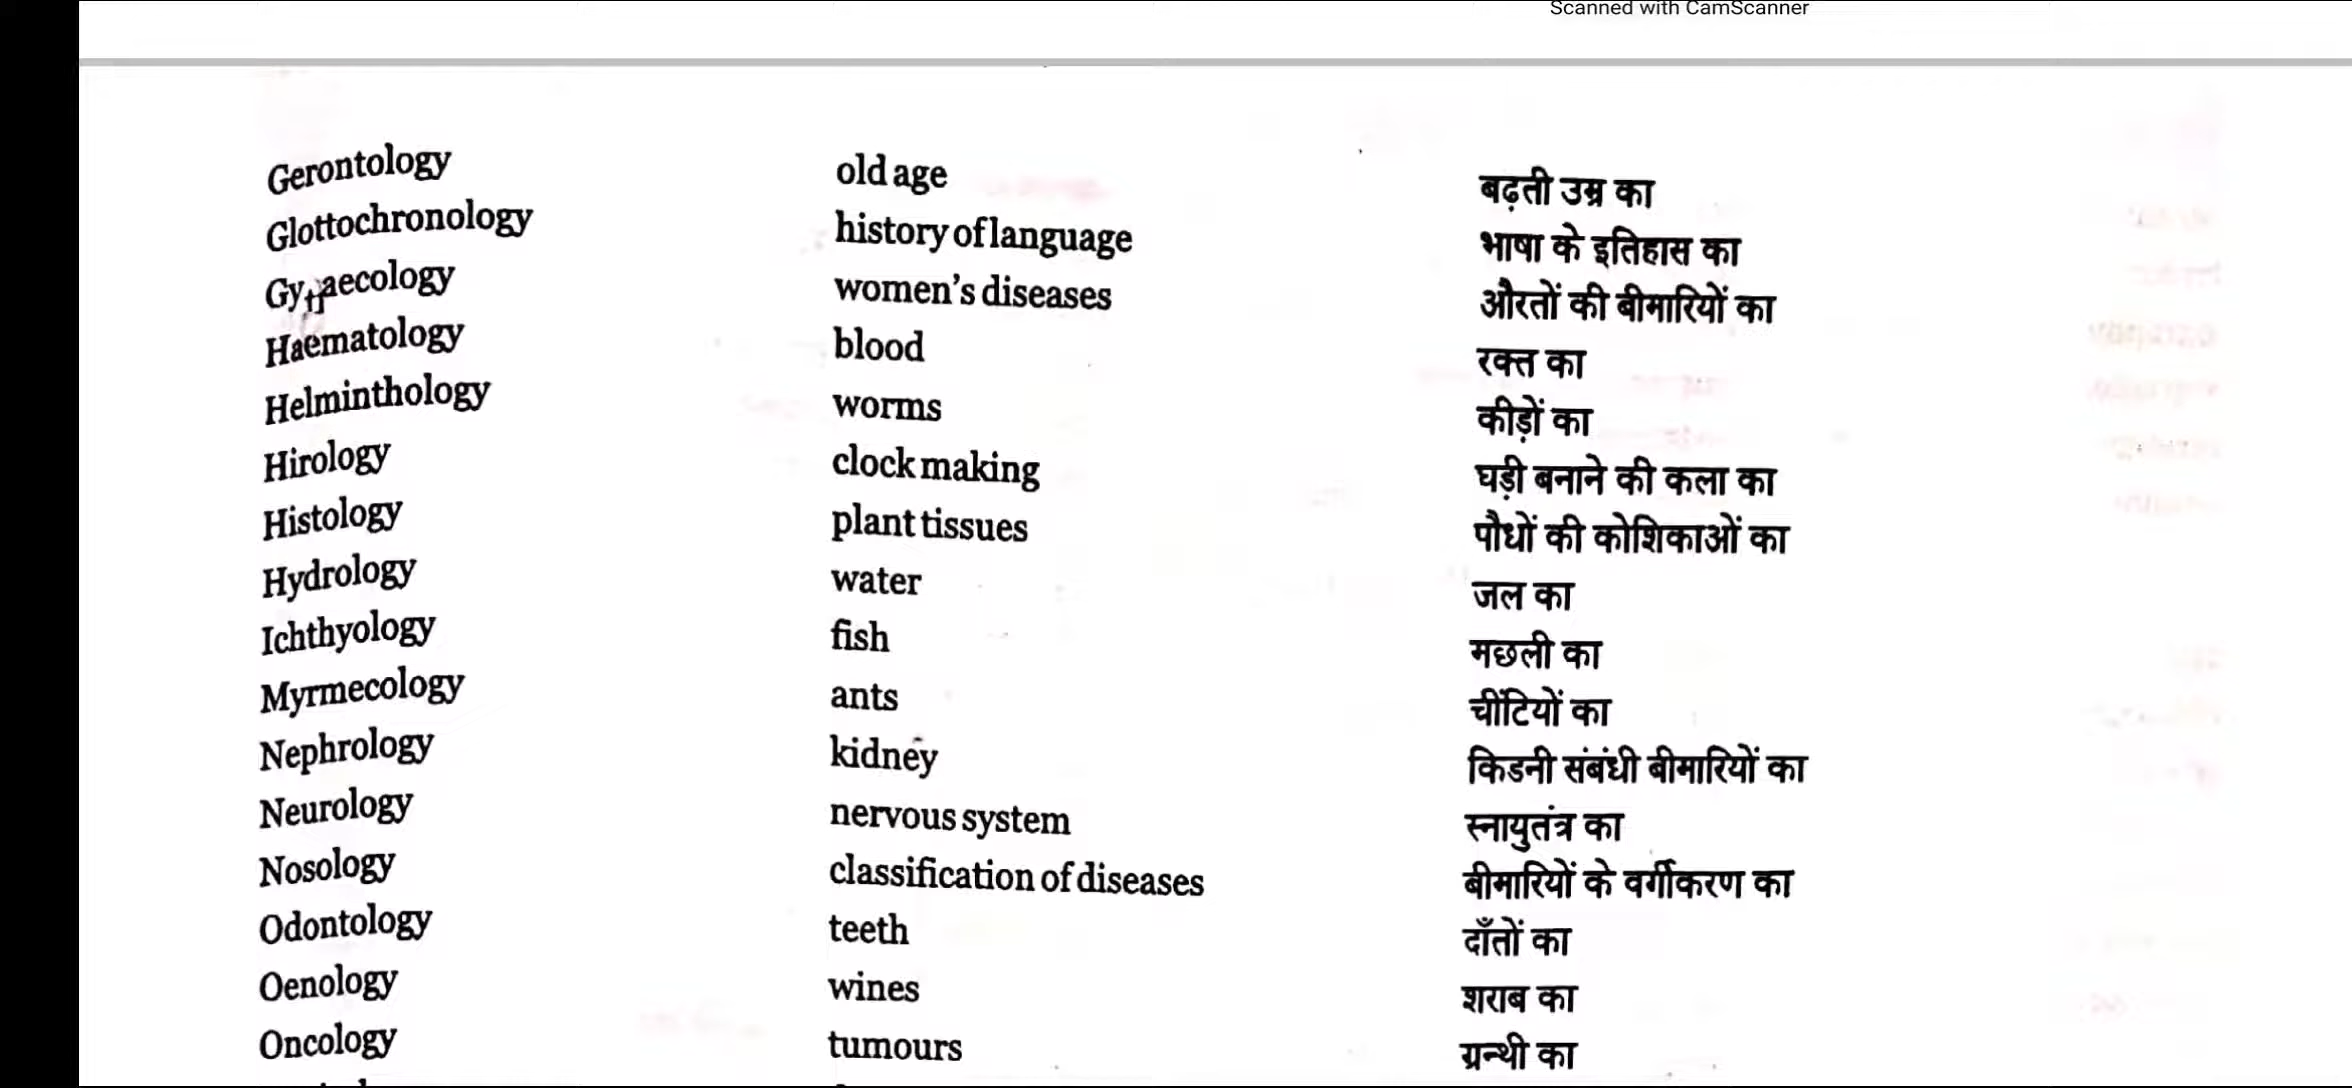 Scanned with CamScanner
Gerontology old age बढ़ती उम्र का
Glottochronology history of language भाषा के इतिहास का
Gynaecology women's diseases औरतों की बीमारियों का
Haematology blood रक्त का
Helminthology worms कीड़ों का
Hirology clock making घड़ी बनाने की कला का
Histology plant tissues पौधों की कोशिकाओं का
Hydrology water जल का
Ichthyology fish मछली का
Myrmecology ants चींटियों का
Nephrology kidney किडनी संबंधी बीमारियों का
Neurology nervous system स्नायुतंत्र का
Nosology classification of diseases बीमारियों के वर्गीकरण का
Odontology teeth दाँतों का
Oenology wines शराब का
Oncology tumours ग्रन्थी का